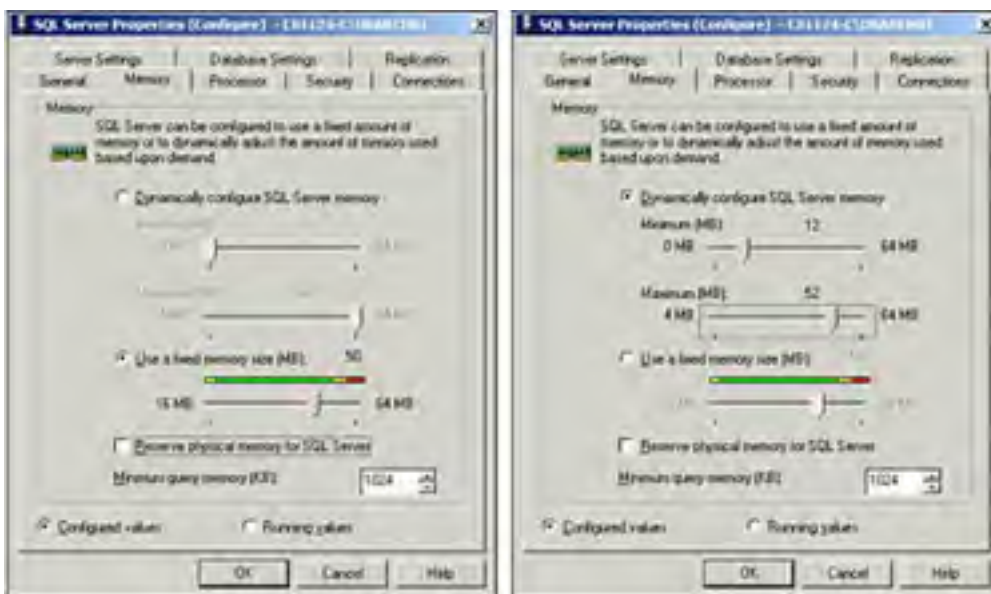 SQL Server Properties (Configure) -
Server Settings Database Settings Replication
General Memory Processor Security Connections
Memory
SQL Server can be configured to use a fixed amount of
memory or to dynamically adjust the amount of memory used
based upon demand.
Dynamically configure SQL Server memory
Use a fixed memory size (MB): 50
16 MB 64 MB
Reserve physical memory for SQL Server
Minimum query memory (KB): 1024
Configured values Running values
OK Cancel Help
SQL Server Properties (Configure) -
Server Settings Database Settings Replication
General Memory Processor Security Connections
Memory
SQL Server can be configured to use a fixed amount of
memory or to dynamically adjust the amount of memory used
based upon demand.
Dynamically configure SQL Server memory
Minimum (MB): 12
0 MB 64 MB
Maximum (MB): 52
4 MB 64 MB
Use a fixed memory size (MB):
Reserve physical memory for SQL Server
Minimum query memory (KB): 1024
Configured values Running values
OK Cancel Help